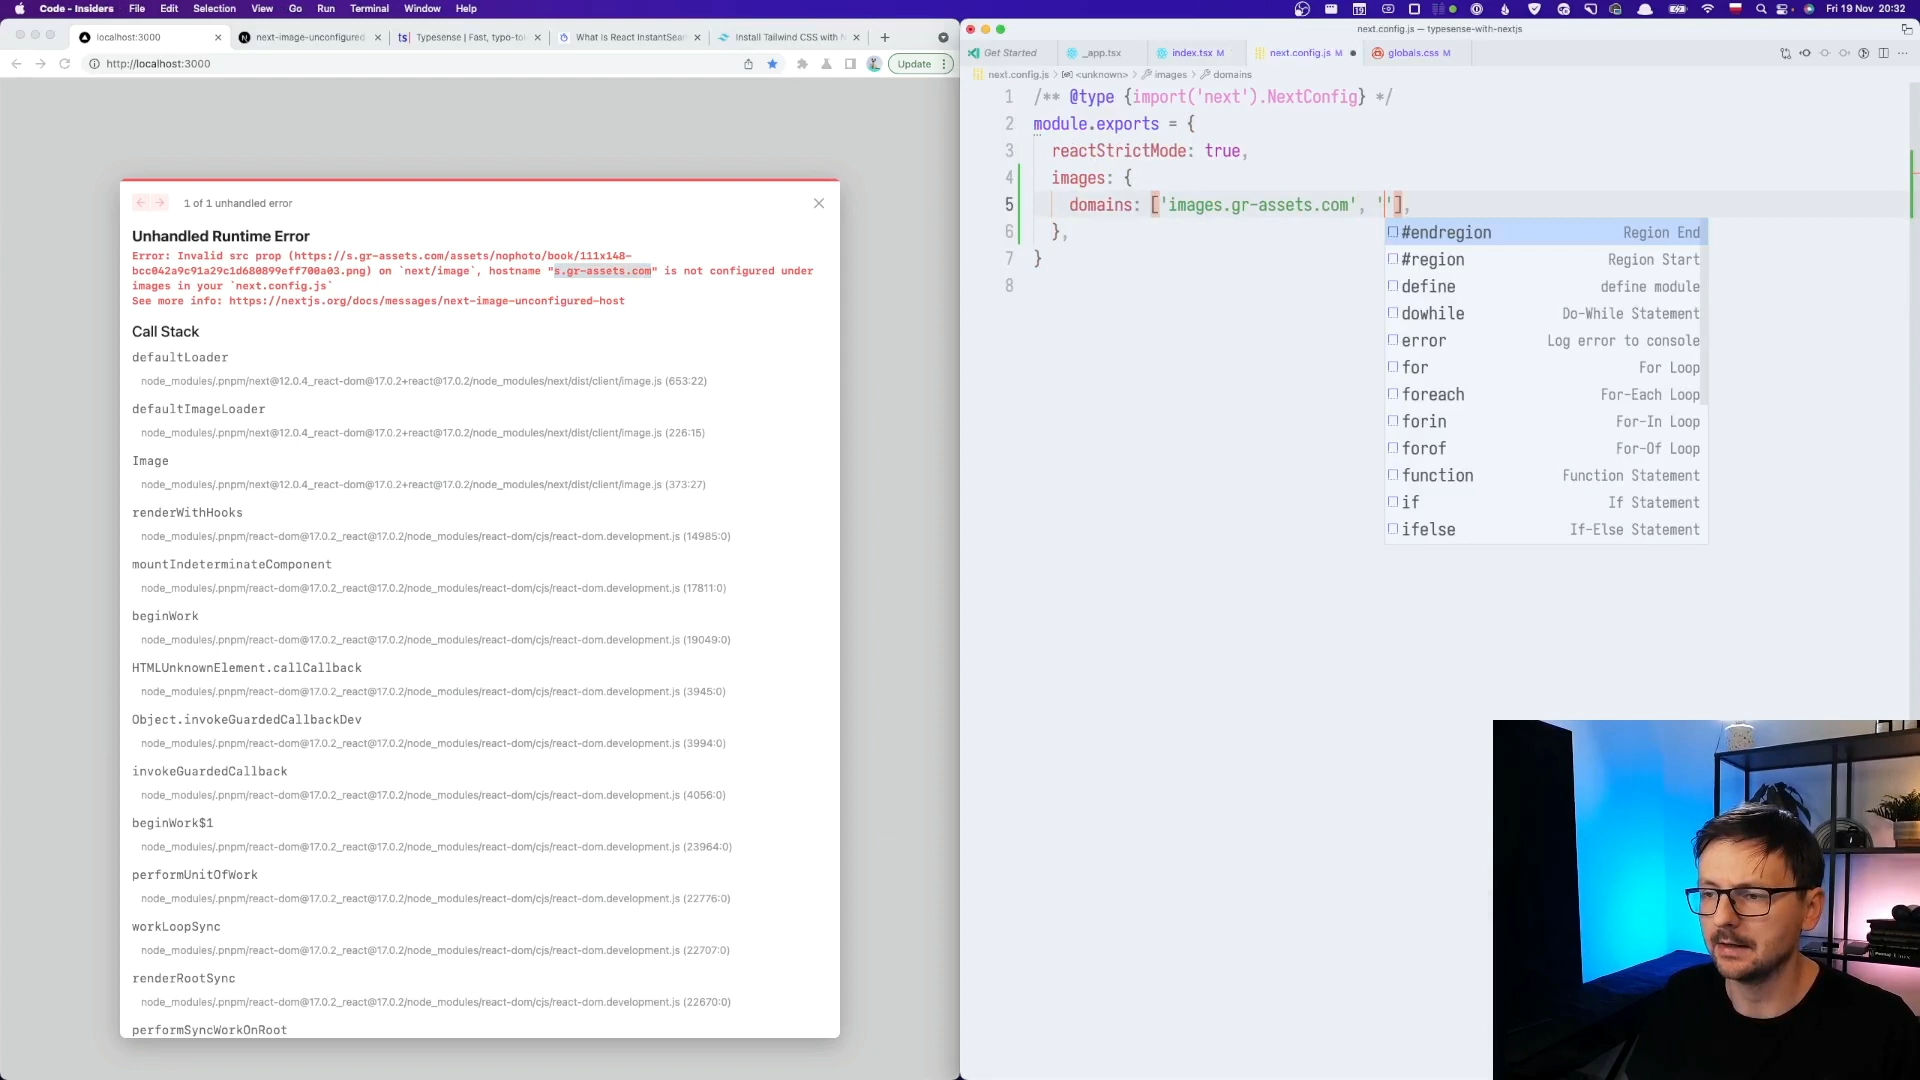 Code - Insiders File Edit Selection View Go Run Terminal Window Help
19 Fri 19 Nov 20:32
localhost:3000
next-image-unconfigured
ts Typesense | Fast, typo-tol
What is React InstantSear
Install Tailwind CSS with N
http://localhost:3000
Update
1 of 1 unhandled error
Unhandled Runtime Error
Error: Invalid src prop (https://s.gr-assets.com/assets/nophoto/book/111x148-
bcc042a9c91a29c1d680899eff700a03.png) on `next/image`, hostname "s.gr-assets.com" is not configured under
images in your `next.config.js`
See more info: https://nextjs.org/docs/messages/next-image-unconfigured-host
Call Stack
defaultLoader
node_modules/.pnpm/next@12.0.4_react-dom@17.0.2+react@17.0.2/node_modules/next/dist/client/image.js (653:22)
defaultImageLoader
node_modules/.pnpm/next@12.0.4_react-dom@17.0.2+react@17.0.2/node_modules/next/dist/client/image.js (226:15)
Image
node_modules/.pnpm/next@12.0.4_react-dom@17.0.2+react@17.0.2/node_modules/next/dist/client/image.js (373:27)
renderWithHooks
node_modules/.pnpm/react-dom@17.0.2_react@17.0.2/node_modules/react-dom/cjs/react-dom.development.js (14985:0)
mountIndeterminateComponent
node_modules/.pnpm/react-dom@17.0.2_react@17.0.2/node_modules/react-dom/cjs/react-dom.development.js (17811:0)
beginWork
node_modules/.pnpm/react-dom@17.0.2_react@17.0.2/node_modules/react-dom/cjs/react-dom.development.js (19049:0)
HTMLUnknownElement.callCallback
node_modules/.pnpm/react-dom@17.0.2_react@17.0.2/node_modules/react-dom/cjs/react-dom.development.js (3945:0)
Object.invokeGuardedCallbackDev
node_modules/.pnpm/react-dom@17.0.2_react@17.0.2/node_modules/react-dom/cjs/react-dom.development.js (3994:0)
invokeGuardedCallback
node_modules/.pnpm/react-dom@17.0.2_react@17.0.2/node_modules/react-dom/cjs/react-dom.development.js (4056:0)
beginWork$1
node_modules/.pnpm/react-dom@17.0.2_react@17.0.2/node_modules/react-dom/cjs/react-dom.development.js (23964:0)
performUnitOfWork
node_modules/.pnpm/react-dom@17.0.2_react@17.0.2/node_modules/react-dom/cjs/react-dom.development.js (22776:0)
workLoopSync
node_modules/.pnpm/react-dom@17.0.2_react@17.0.2/node_modules/react-dom/cjs/react-dom.development.js (22707:0)
renderRootSync
node_modules/.pnpm/react-dom@17.0.2_react@17.0.2/node_modules/react-dom/cjs/react-dom.development.js (22670:0)
performSyncWorkOnRoot
next.config.js — typesense-with-nextjs
Get Started
_app.tsx
index.tsx M
next.config.js M
globals.css M
next.config.js > <unknown> > images > domains
1 /** @type {import('next').NextConfig} */
2 module.exports = {
3 reactStrictMode: true,
4 images: {
5 domains: ['images.gr-assets.com', ''],
6 },
7 }
8
#endregion Region End
#region Region Start
define define module
dowhile Do-While Statement
error Log error to console
for For Loop
foreach For-Each Loop
forin For-In Loop
forof For-Of Loop
function Function Statement
if If Statement
ifelse If-Else Statement